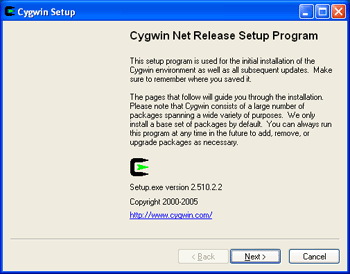 Cygwin Setup
Cygwin Net Release Setup Program
This setup program is used for the initial installation of the
Cygwin environment as well as all subsequent updates. Make
sure to remember where you saved it.
The pages that follow will guide you through the installation.
Please note that Cygwin consists of a large number of
packages spanning a wide variety of purposes. We only
install a base set of packages by default. You can always run
this program at any time in the future to add, remove, or
upgrade packages as necessary.
Setup.exe version 2.510.2.2
Copyright 2000-2005
http://www.cygwin.com/
< Back
Next >
Cancel